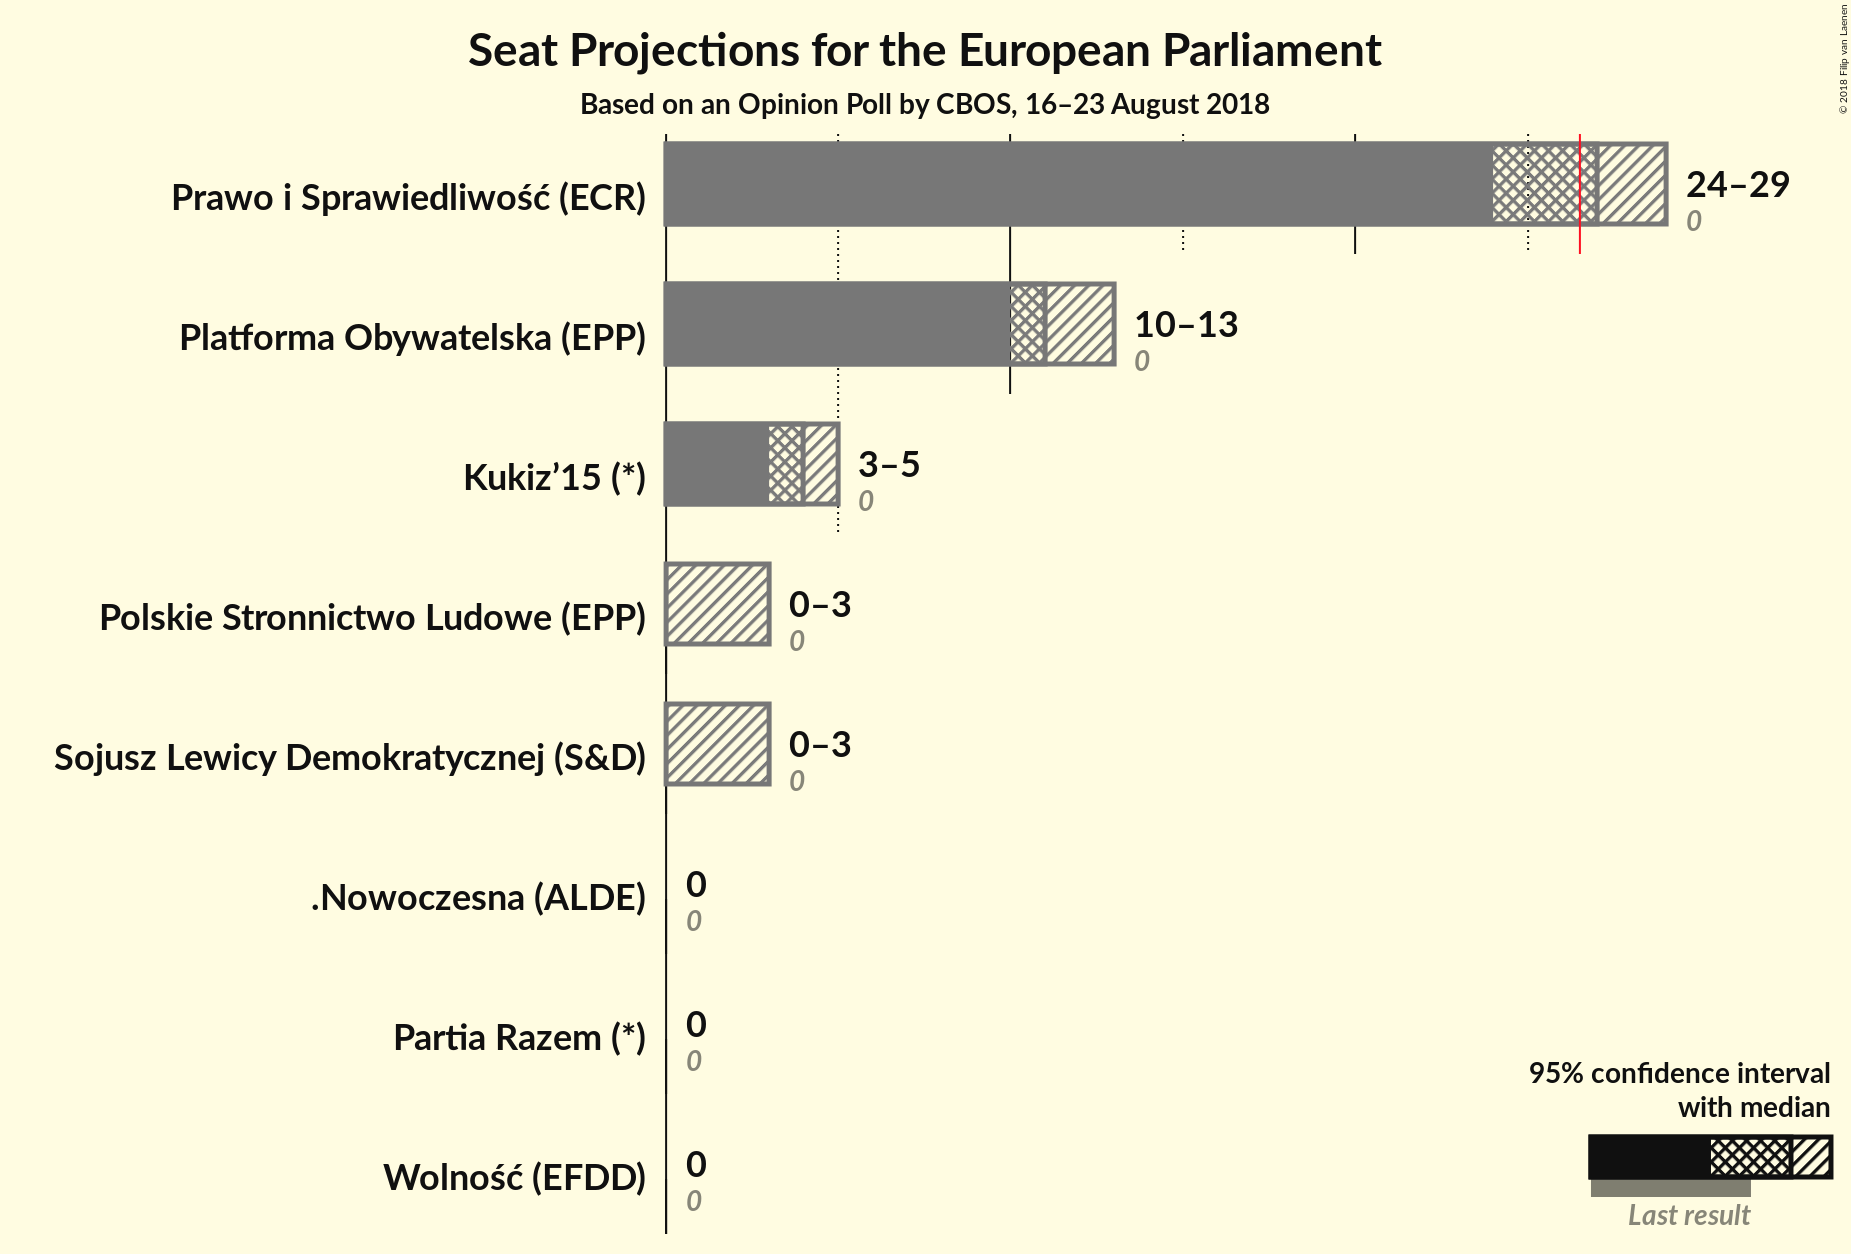 Seat Projections for the European Parliament
Based on an Opinion Poll by CBOS, 16–23 August 2018
© 2018 Filip van Laenen
Prawo i Sprawiedliwość (ECR)
24–29
0
Platforma Obywatelska (EPP)
10–13
0
Kukiz’15 (*)
3–5
0
Polskie Stronnictwo Ludowe (EPP)
0–3
0
Sojusz Lewicy Demokratycznej (S&D)
0–3
0
.Nowoczesna (ALDE)
0
0
Partia Razem (*)
0
0
Wolność (EFDD)
0
0
95% confidence interval
with median
Last result